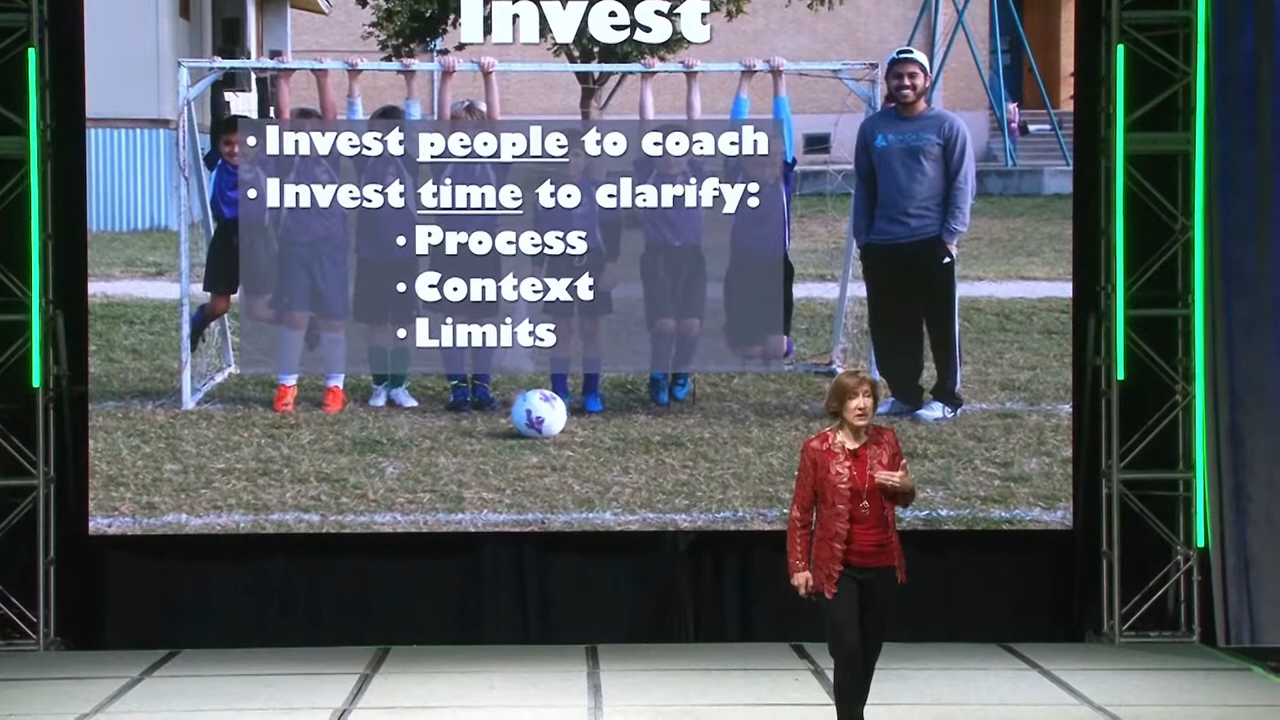 Invest
• Invest people to coach
• Invest time to clarify:
• Process
• Context
• Limits